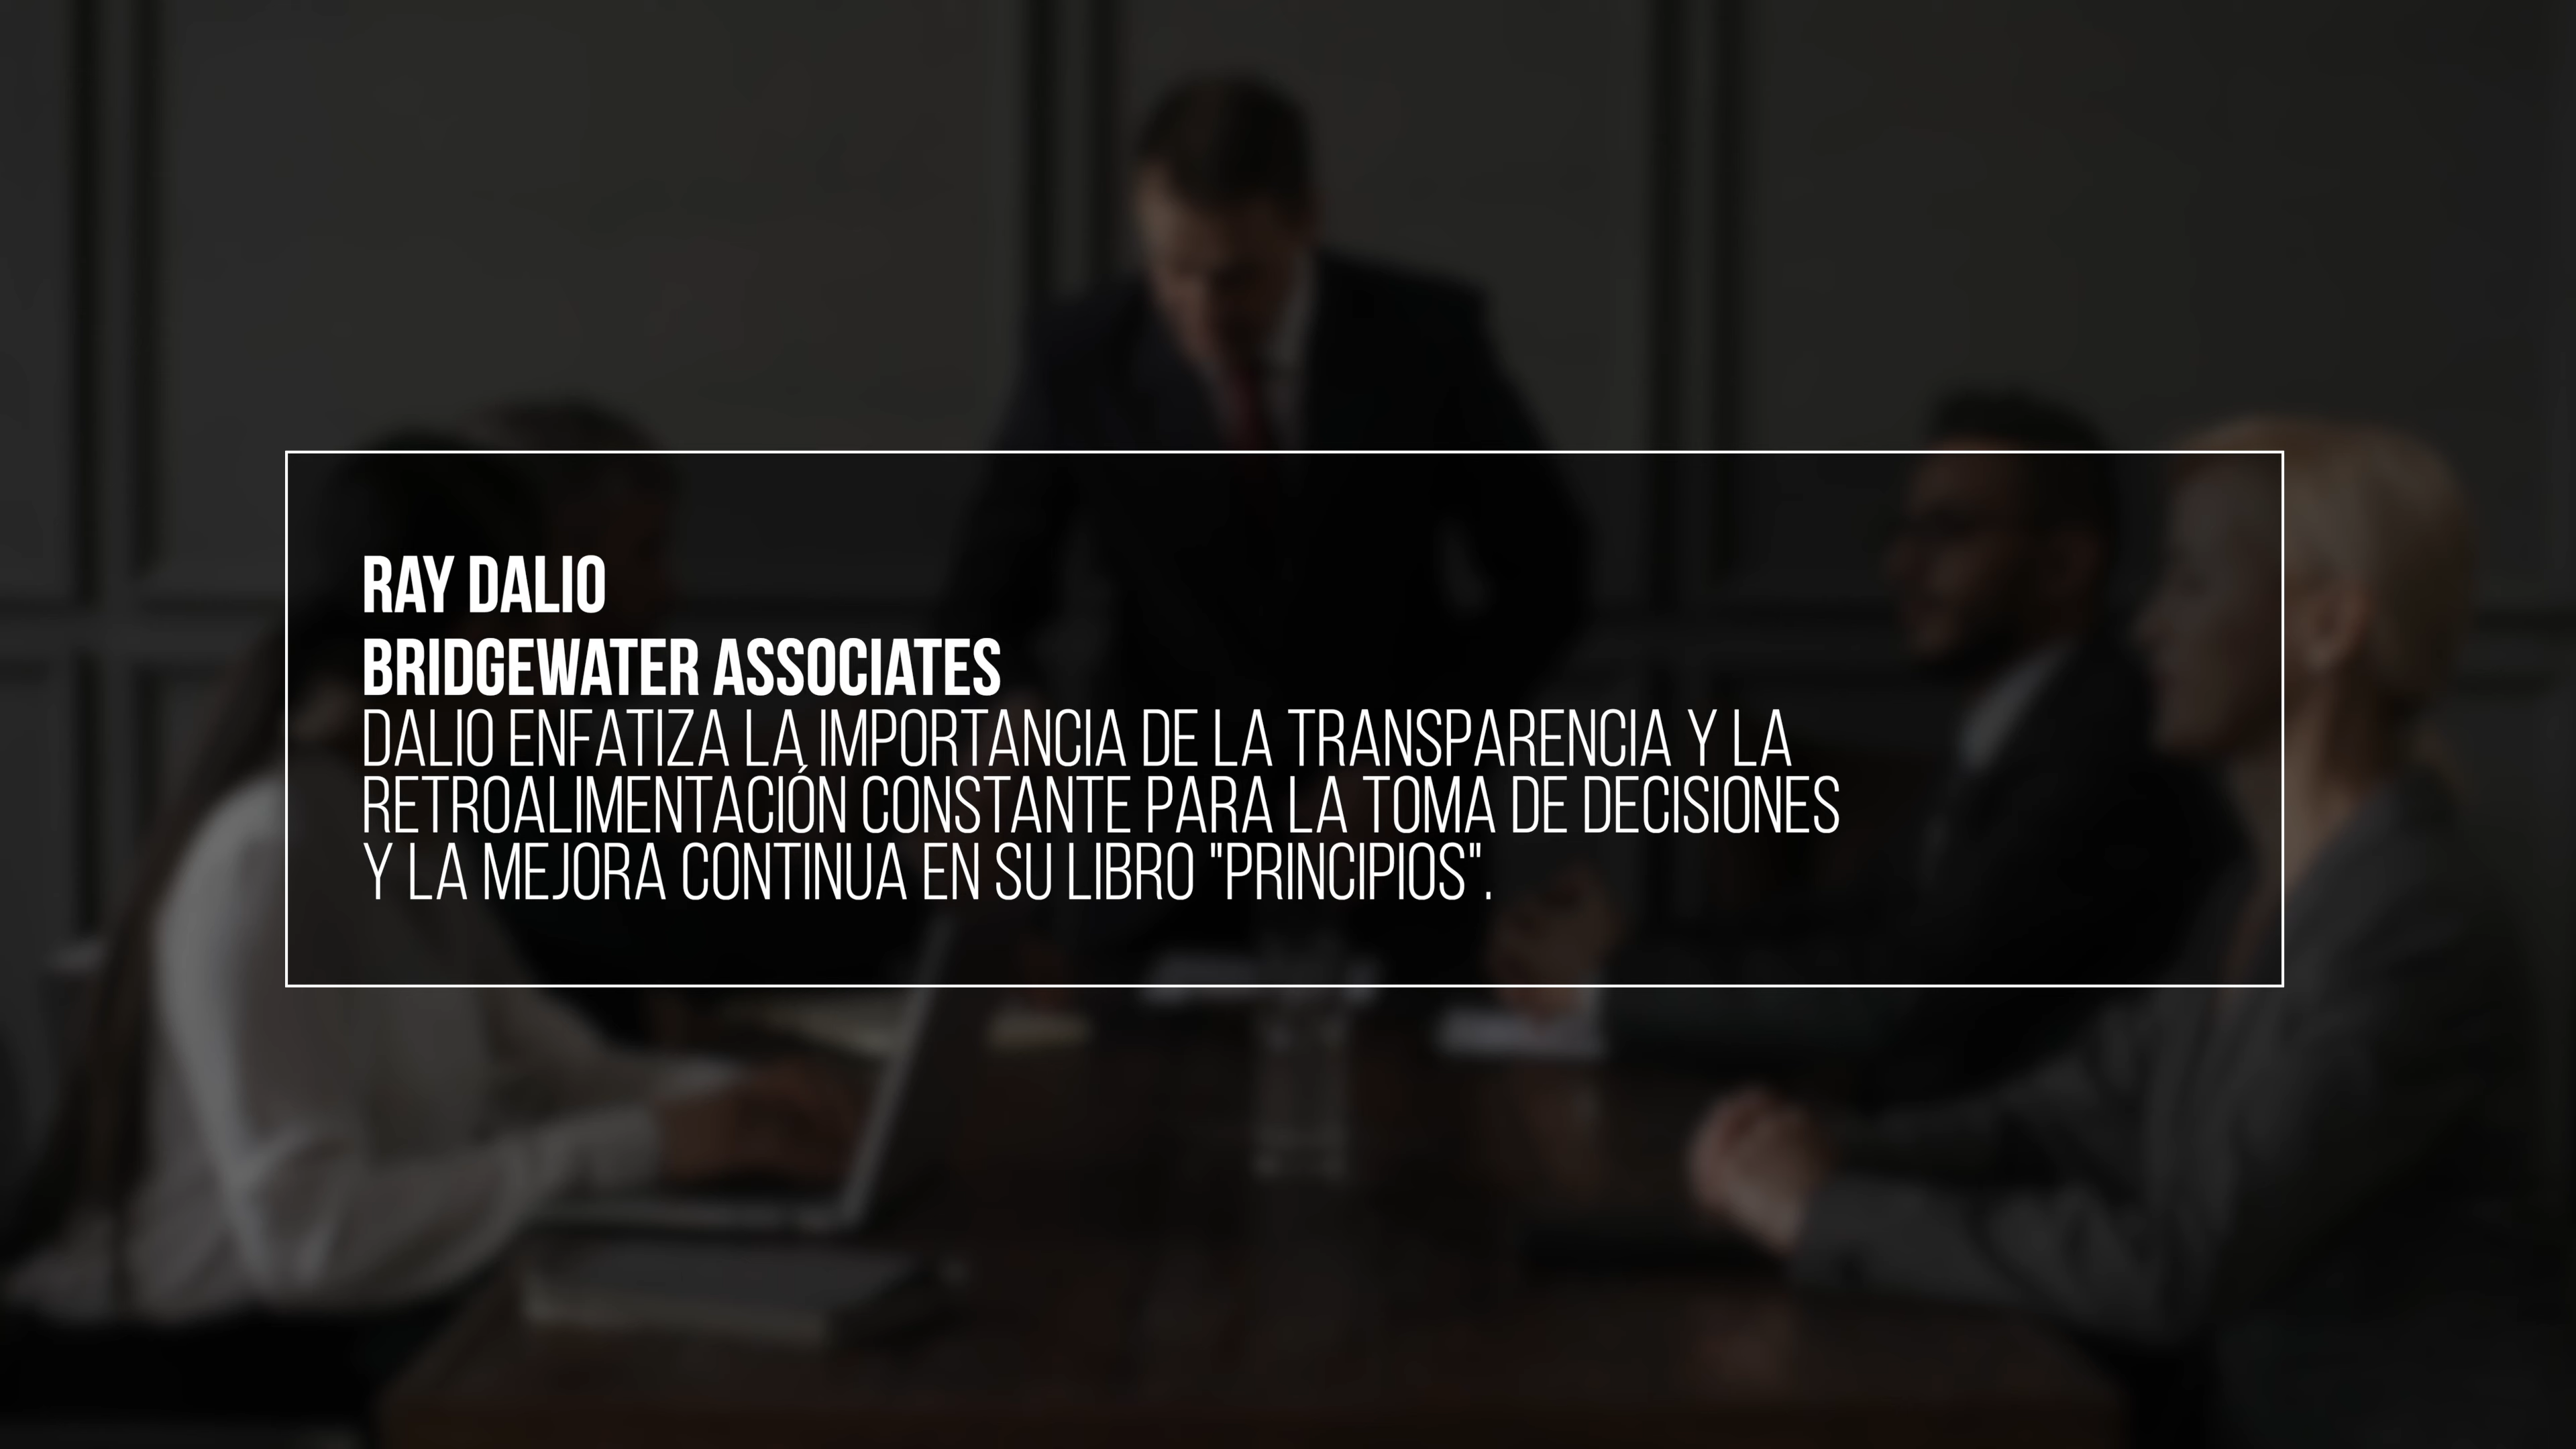 RAY DALIO
BRIDGEWATER ASSOCIATES
DALIO ENFATIZA LA IMPORTANCIA DE LA TRANSPARENCIA Y LA
RETROALIMENTACIÓN CONSTANTE PARA LA TOMA DE DECISIONES
Y LA MEJORA CONTINUA EN SU LIBRO "PRINCIPIOS".